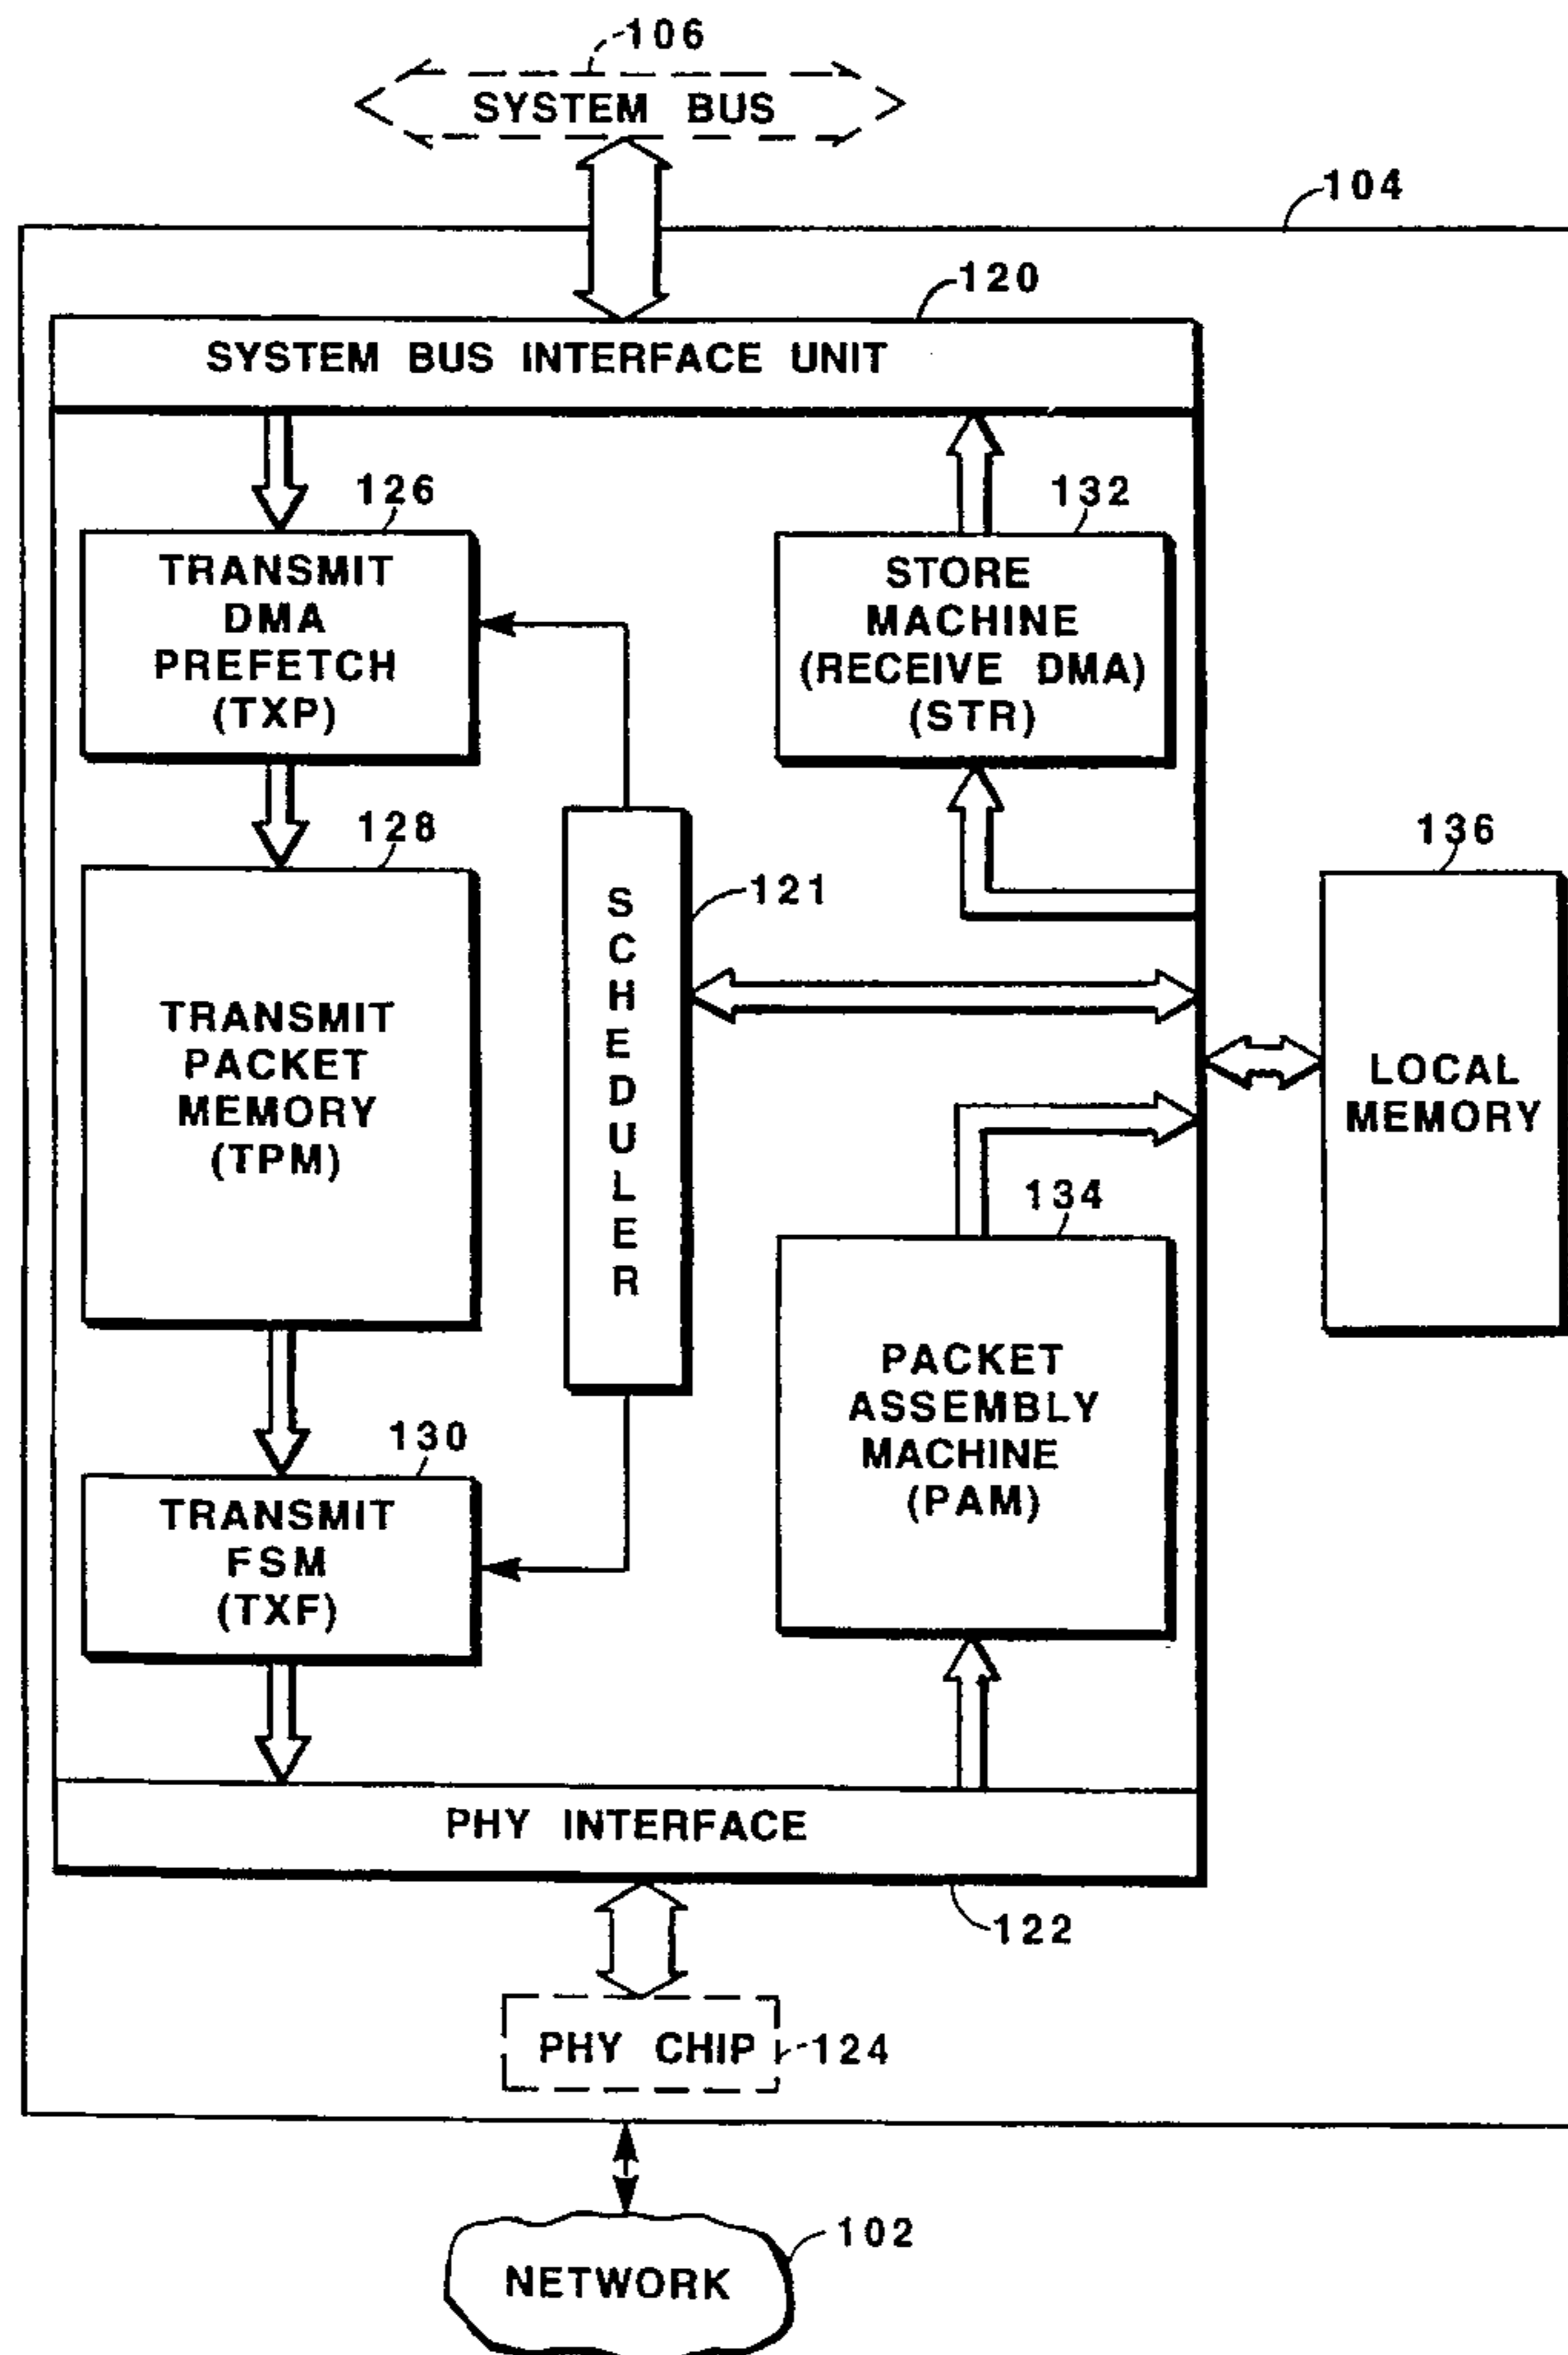 106
SYSTEM BUS
104
120
SYSTEM BUS INTERFACE UNIT
126
TRANSMIT
DMA
PREFETCH
(TXP)
132
STORE
MACHINE
(RECEIVE DMA)
(STR)
128
TRANSMIT
PACKET
MEMORY
(TPM)
121
S
C
H
E
D
U
L
E
R
136
LOCAL
MEMORY
134
PACKET
ASSEMBLY
MACHINE
(PAM)
130
TRANSMIT
FSM
(TXF)
PHY INTERFACE
122
PHY CHIP
124
102
NETWORK